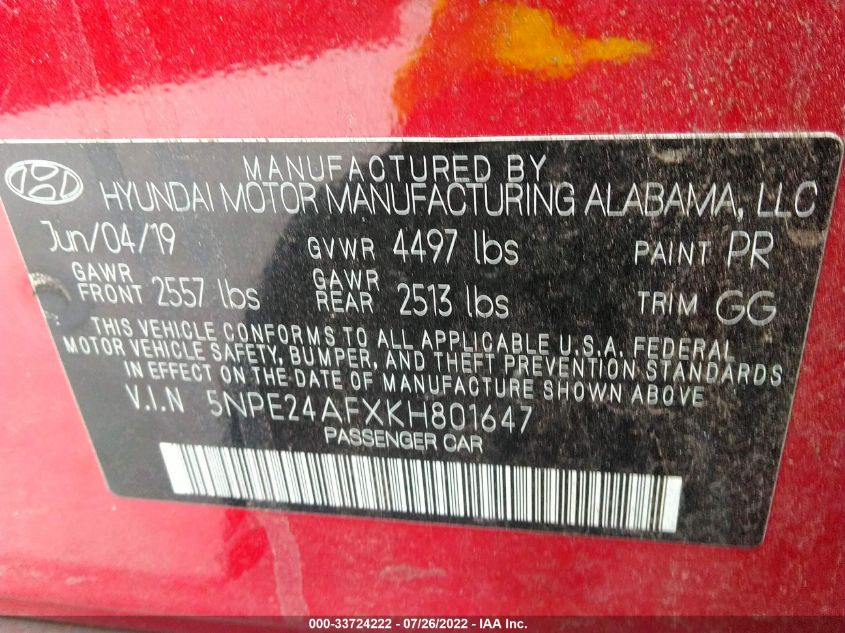 MANUFACTURED BY
HYUNDAI MOTOR MANUFACTURING ALABAMA, LLC
Jun/04/19 GVWR 4497 lbs PAINT PR
GAWR FRONT 2557 lbs GAWR REAR 2513 lbs TRIM GG
THIS VEHICLE CONFORMS TO ALL APPLICABLE U.S.A. FEDERAL
MOTOR VEHICLE SAFETY, BUMPER, AND THEFT PREVENTION STANDARDS
IN EFFECT ON THE DATE OF MANUFACTURE SHOWN ABOVE
V.I.N 5NPE24AFXKH801647
PASSENGER CAR
000-33724222 - 07/26/2022 - IAA Inc.